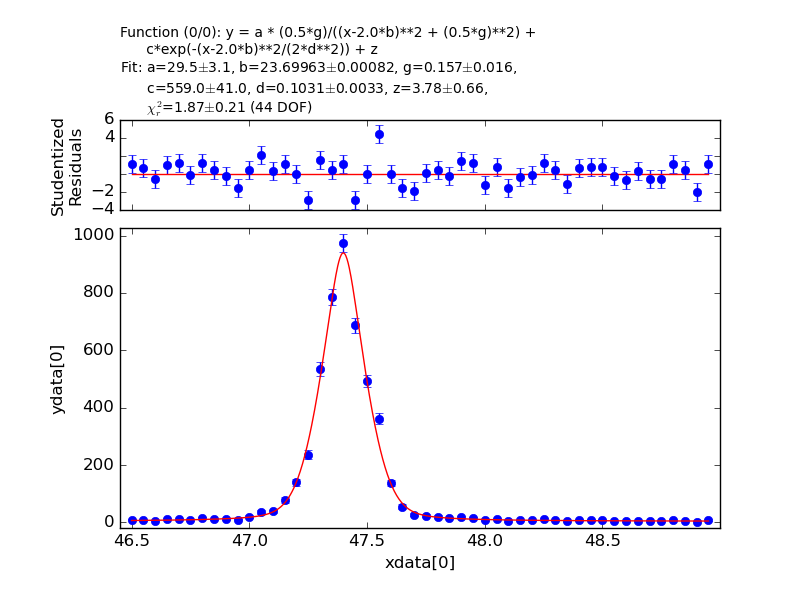 Function (0/0): y = a * (0.5*g)/((x-2.0*b)**2 + (0.5*g)**2) +
c*exp(-(x-2.0*b)**2/(2*d**2)) + z
Fit: a=29.5±3.1, b=23.69963±0.00082, g=0.157±0.016,
c=559.0±41.0, d=0.1031±0.0033, z=3.78±0.66,
χ²ᵣ=1.87±0.21 (44 DOF)
Studentized
Residuals
6
4
−2
−4
ydata[0]
1000
800
600
400
200
0
46.5 47.0 47.5 48.0 48.5
xdata[0]